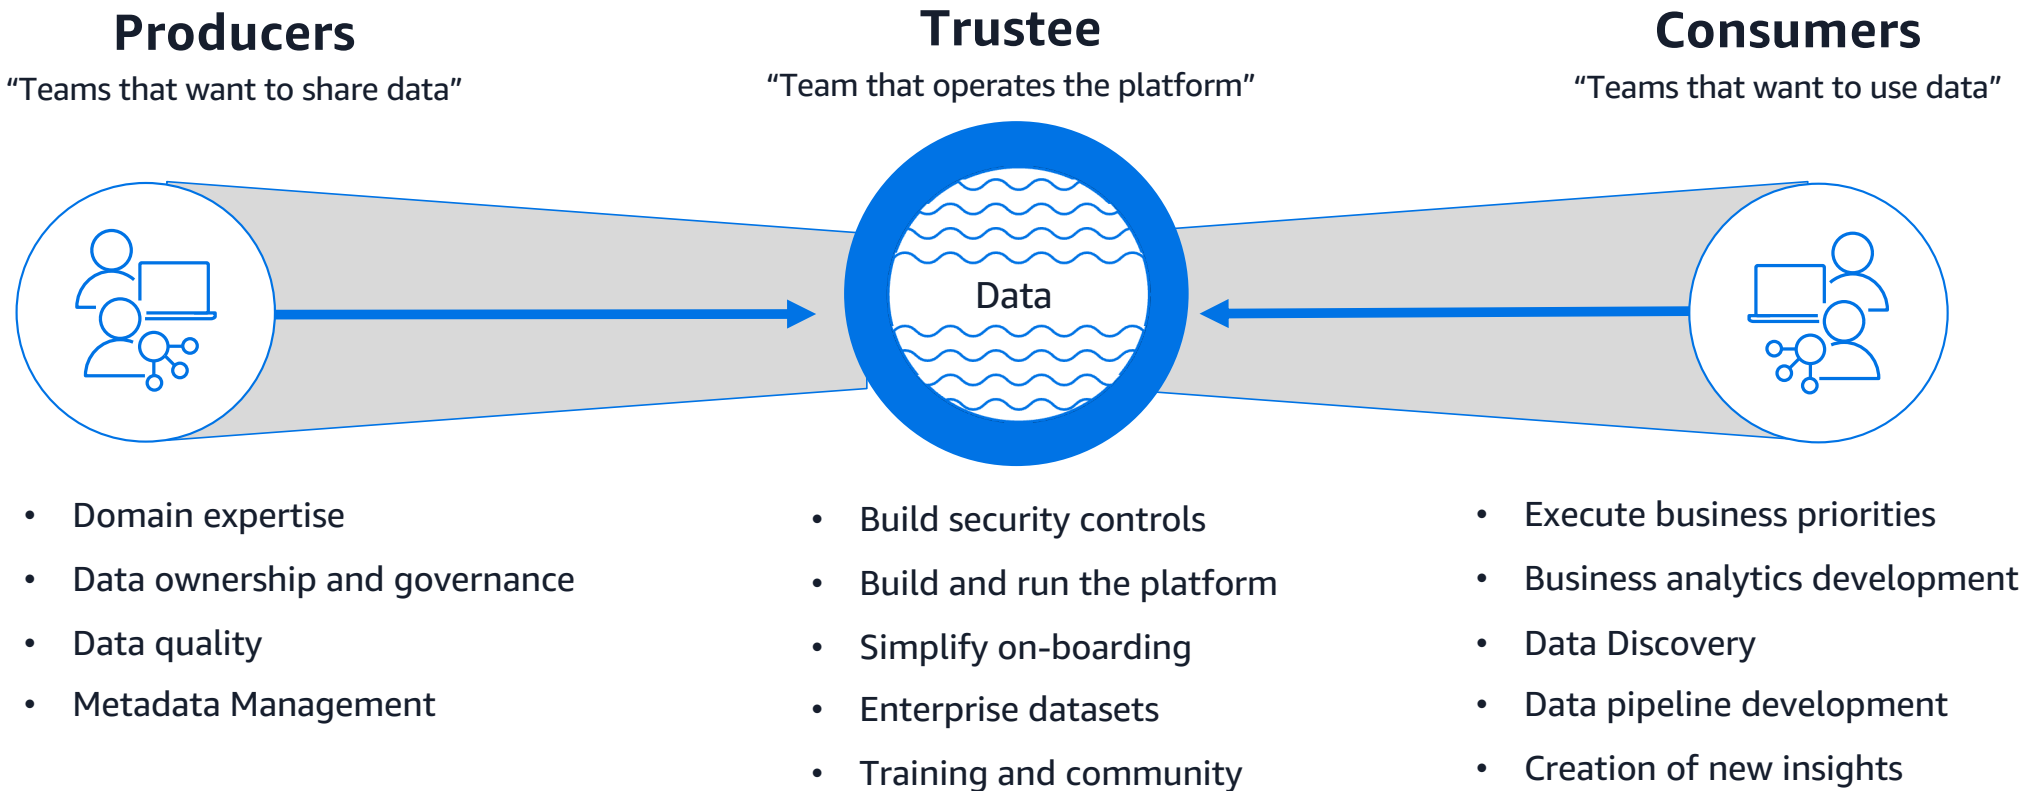 Producers
“Teams that want to share data”
Trustee
“Team that operates the platform”
Consumers
“Teams that want to use data”
Data
• Domain expertise
• Data ownership and governance
• Data quality
• Metadata Management
• Build security controls
• Build and run the platform
• Simplify on-boarding
• Enterprise datasets
• Training and community
• Execute business priorities
• Business analytics development
• Data Discovery
• Data pipeline development
• Creation of new insights